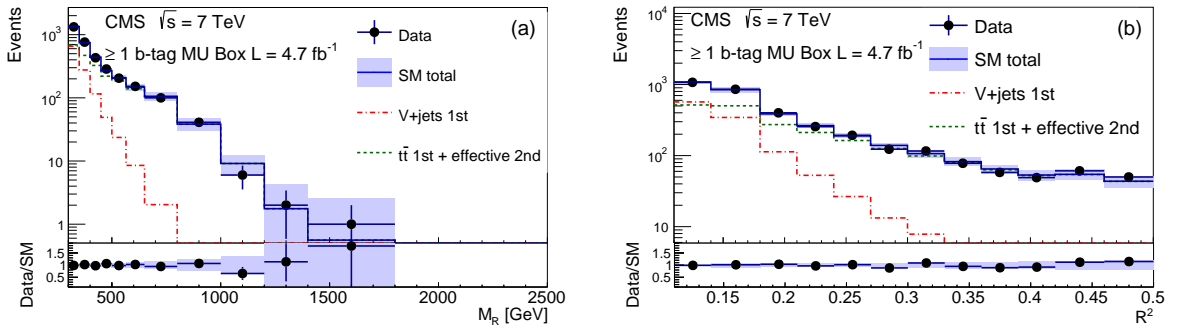 CMS √s = 7 TeV
(a)
≥ 1 b-tag MU Box L = 4.7 fb⁻¹
Data
SM total
V+jets 1st
tt̄ 1st + effective 2nd
Events
10³
10²
10
1
Data/SM
1.5
1
0.5
500 1000 1500 2000 2500
M_R [GeV]
CMS √s = 7 TeV
(b)
≥ 1 b-tag MU Box L = 4.7 fb⁻¹
Data
SM total
V+jets 1st
tt̄ 1st + effective 2nd
Events
10⁴
10³
10²
10
Data/SM
1.5
1
0.5
0.15 0.2 0.25 0.3 0.35 0.4 0.45 0.5
R²